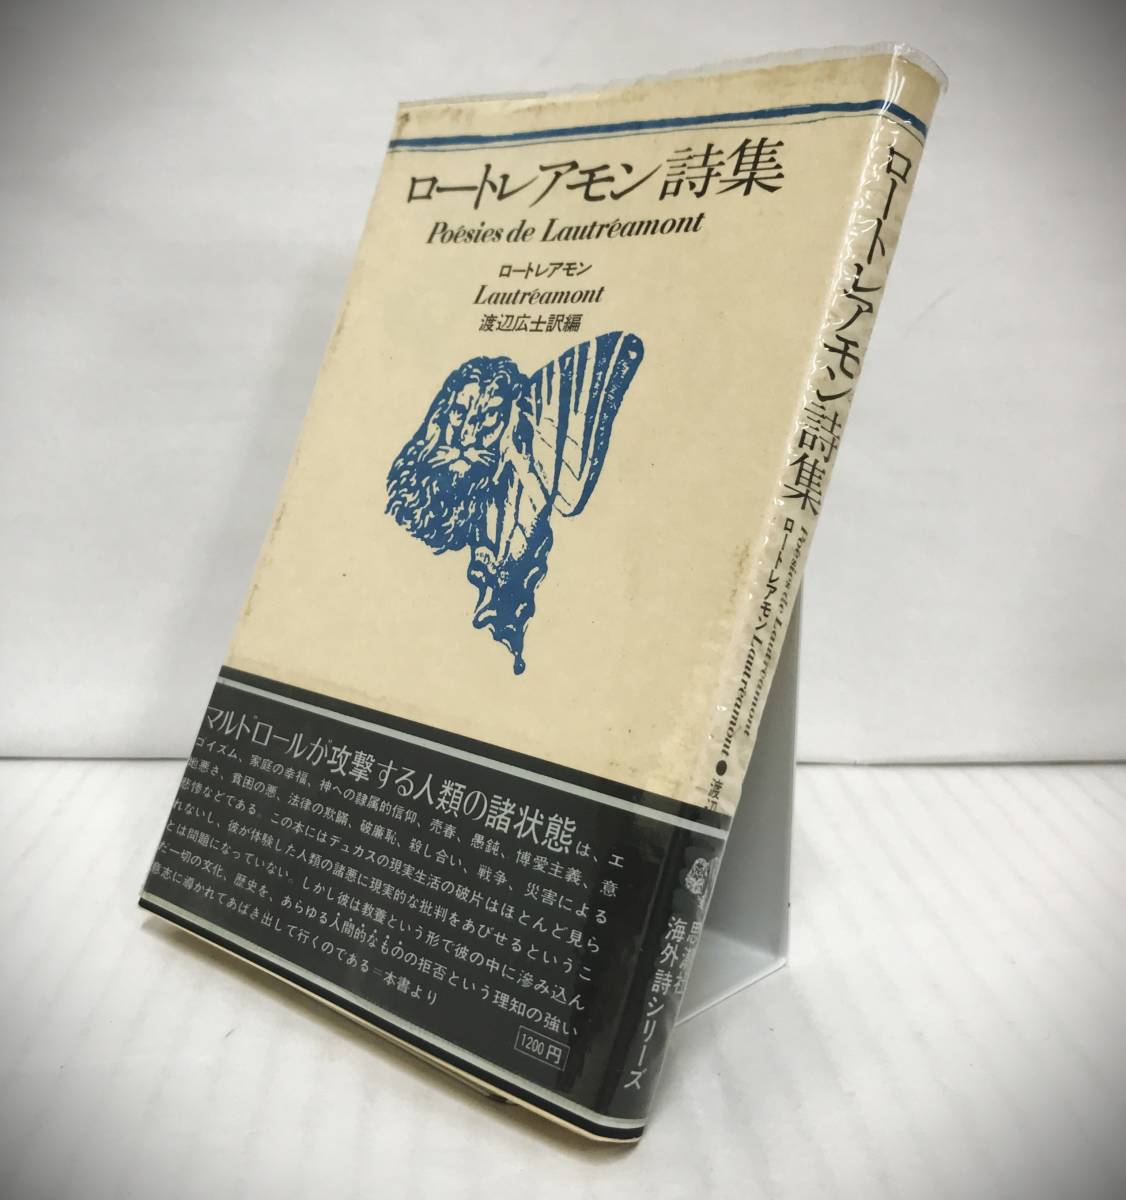 ロートレアモン詩集
Poésies de Lautréamont
ロートレアモン
Lautréamont
渡辺広士訳編
マルドロールが攻撃する人類の諸状態は、エ
ゴイズム、家庭の幸福、神への隷属的信仰、売春、愚鈍、博愛主義、意
地悪さ、貧困の悪、法律の欺瞞、破廉恥、殺し合い、戦争、災害による
悲惨などである。この本にはデュカスの現実生活の破片はほとんど見ら
れないし、彼が体験した人類の諸悪に現実的な批判をあびせるというこ
とは問題になっていない。しかし彼は教養という形で彼の中に滲み込ん
だ一切の文化、歴史を、あらゆる人間的なものの拒否という理知の強い
意志に導かれてあばき出して行くのである=本書より
1200円
ロートレアモン詩集
Poésies de Lautréamont
ロートレアモン Lautréamont ● 渡辺
思潮社
海外詩シリーズ